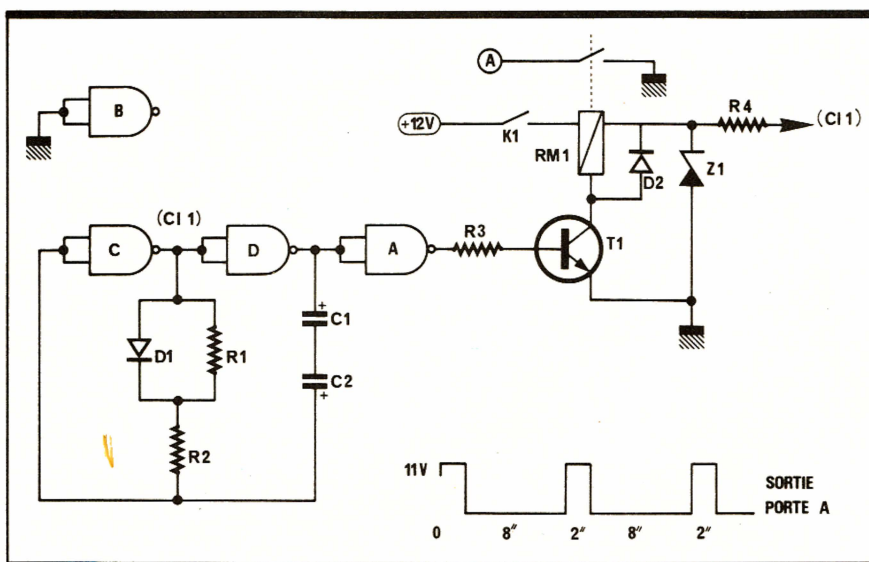 A
B
+12V
K1
RM1
D2
Z1
R4
(CI 1)
(CI 1)
C
D
A
R3
T1
D1
R1
C1
+
C2
+
R2
11V
SORTIE
PORTE A
0 8" 2" 8" 2"